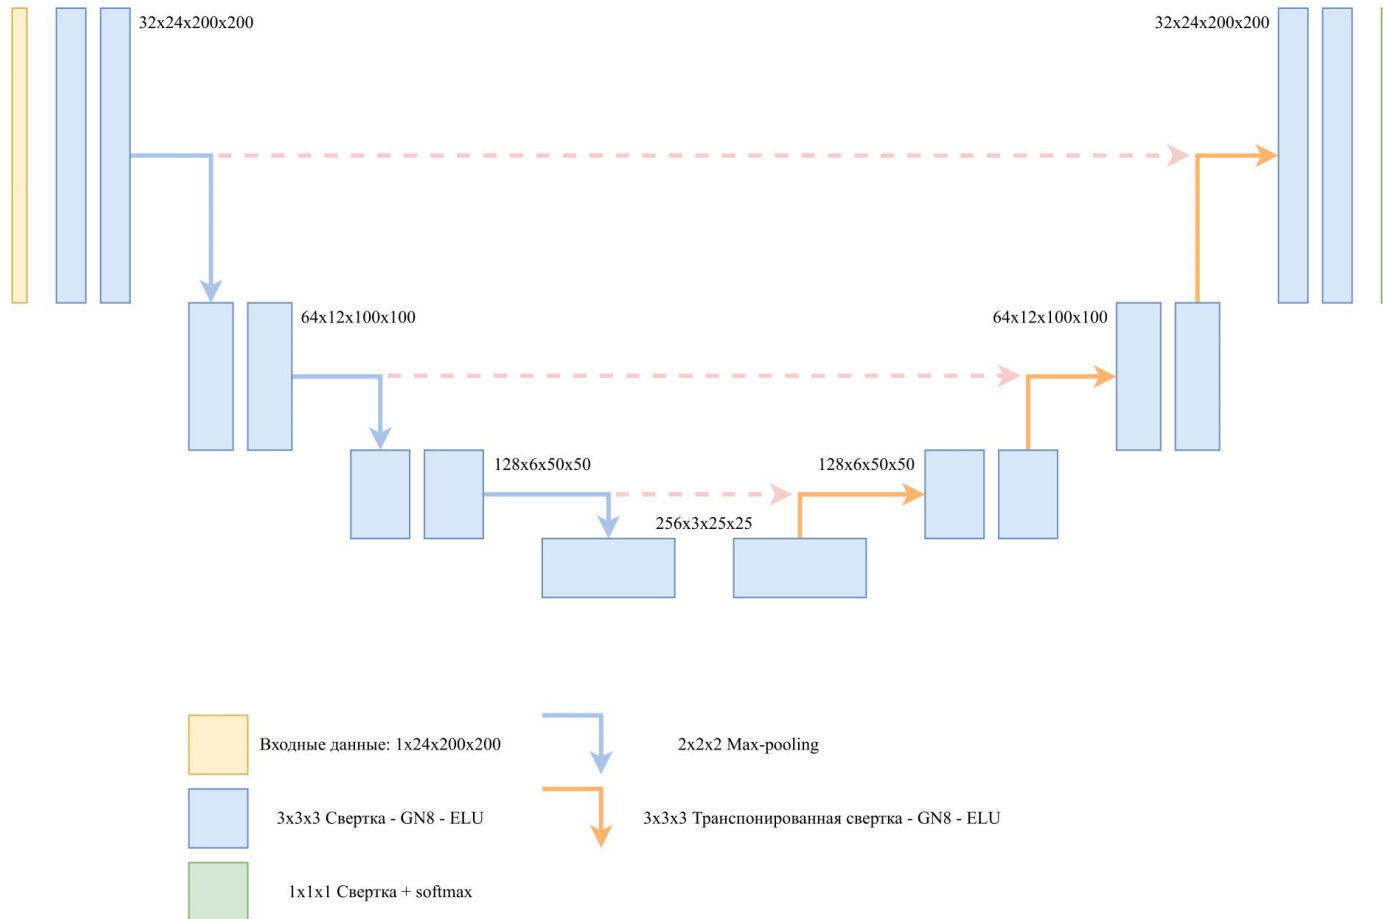 32x24x200x200
32x24x200x200
64x12x100x100
64x12x100x100
128x6x50x50
128x6x50x50
256x3x25x25
Входные данные: 1x24x200x200
2x2x2 Max-pooling
3x3x3 Свертка - GN8 - ELU
3x3x3 Транспонированная свертка - GN8 - ELU
1x1x1 Свертка + softmax